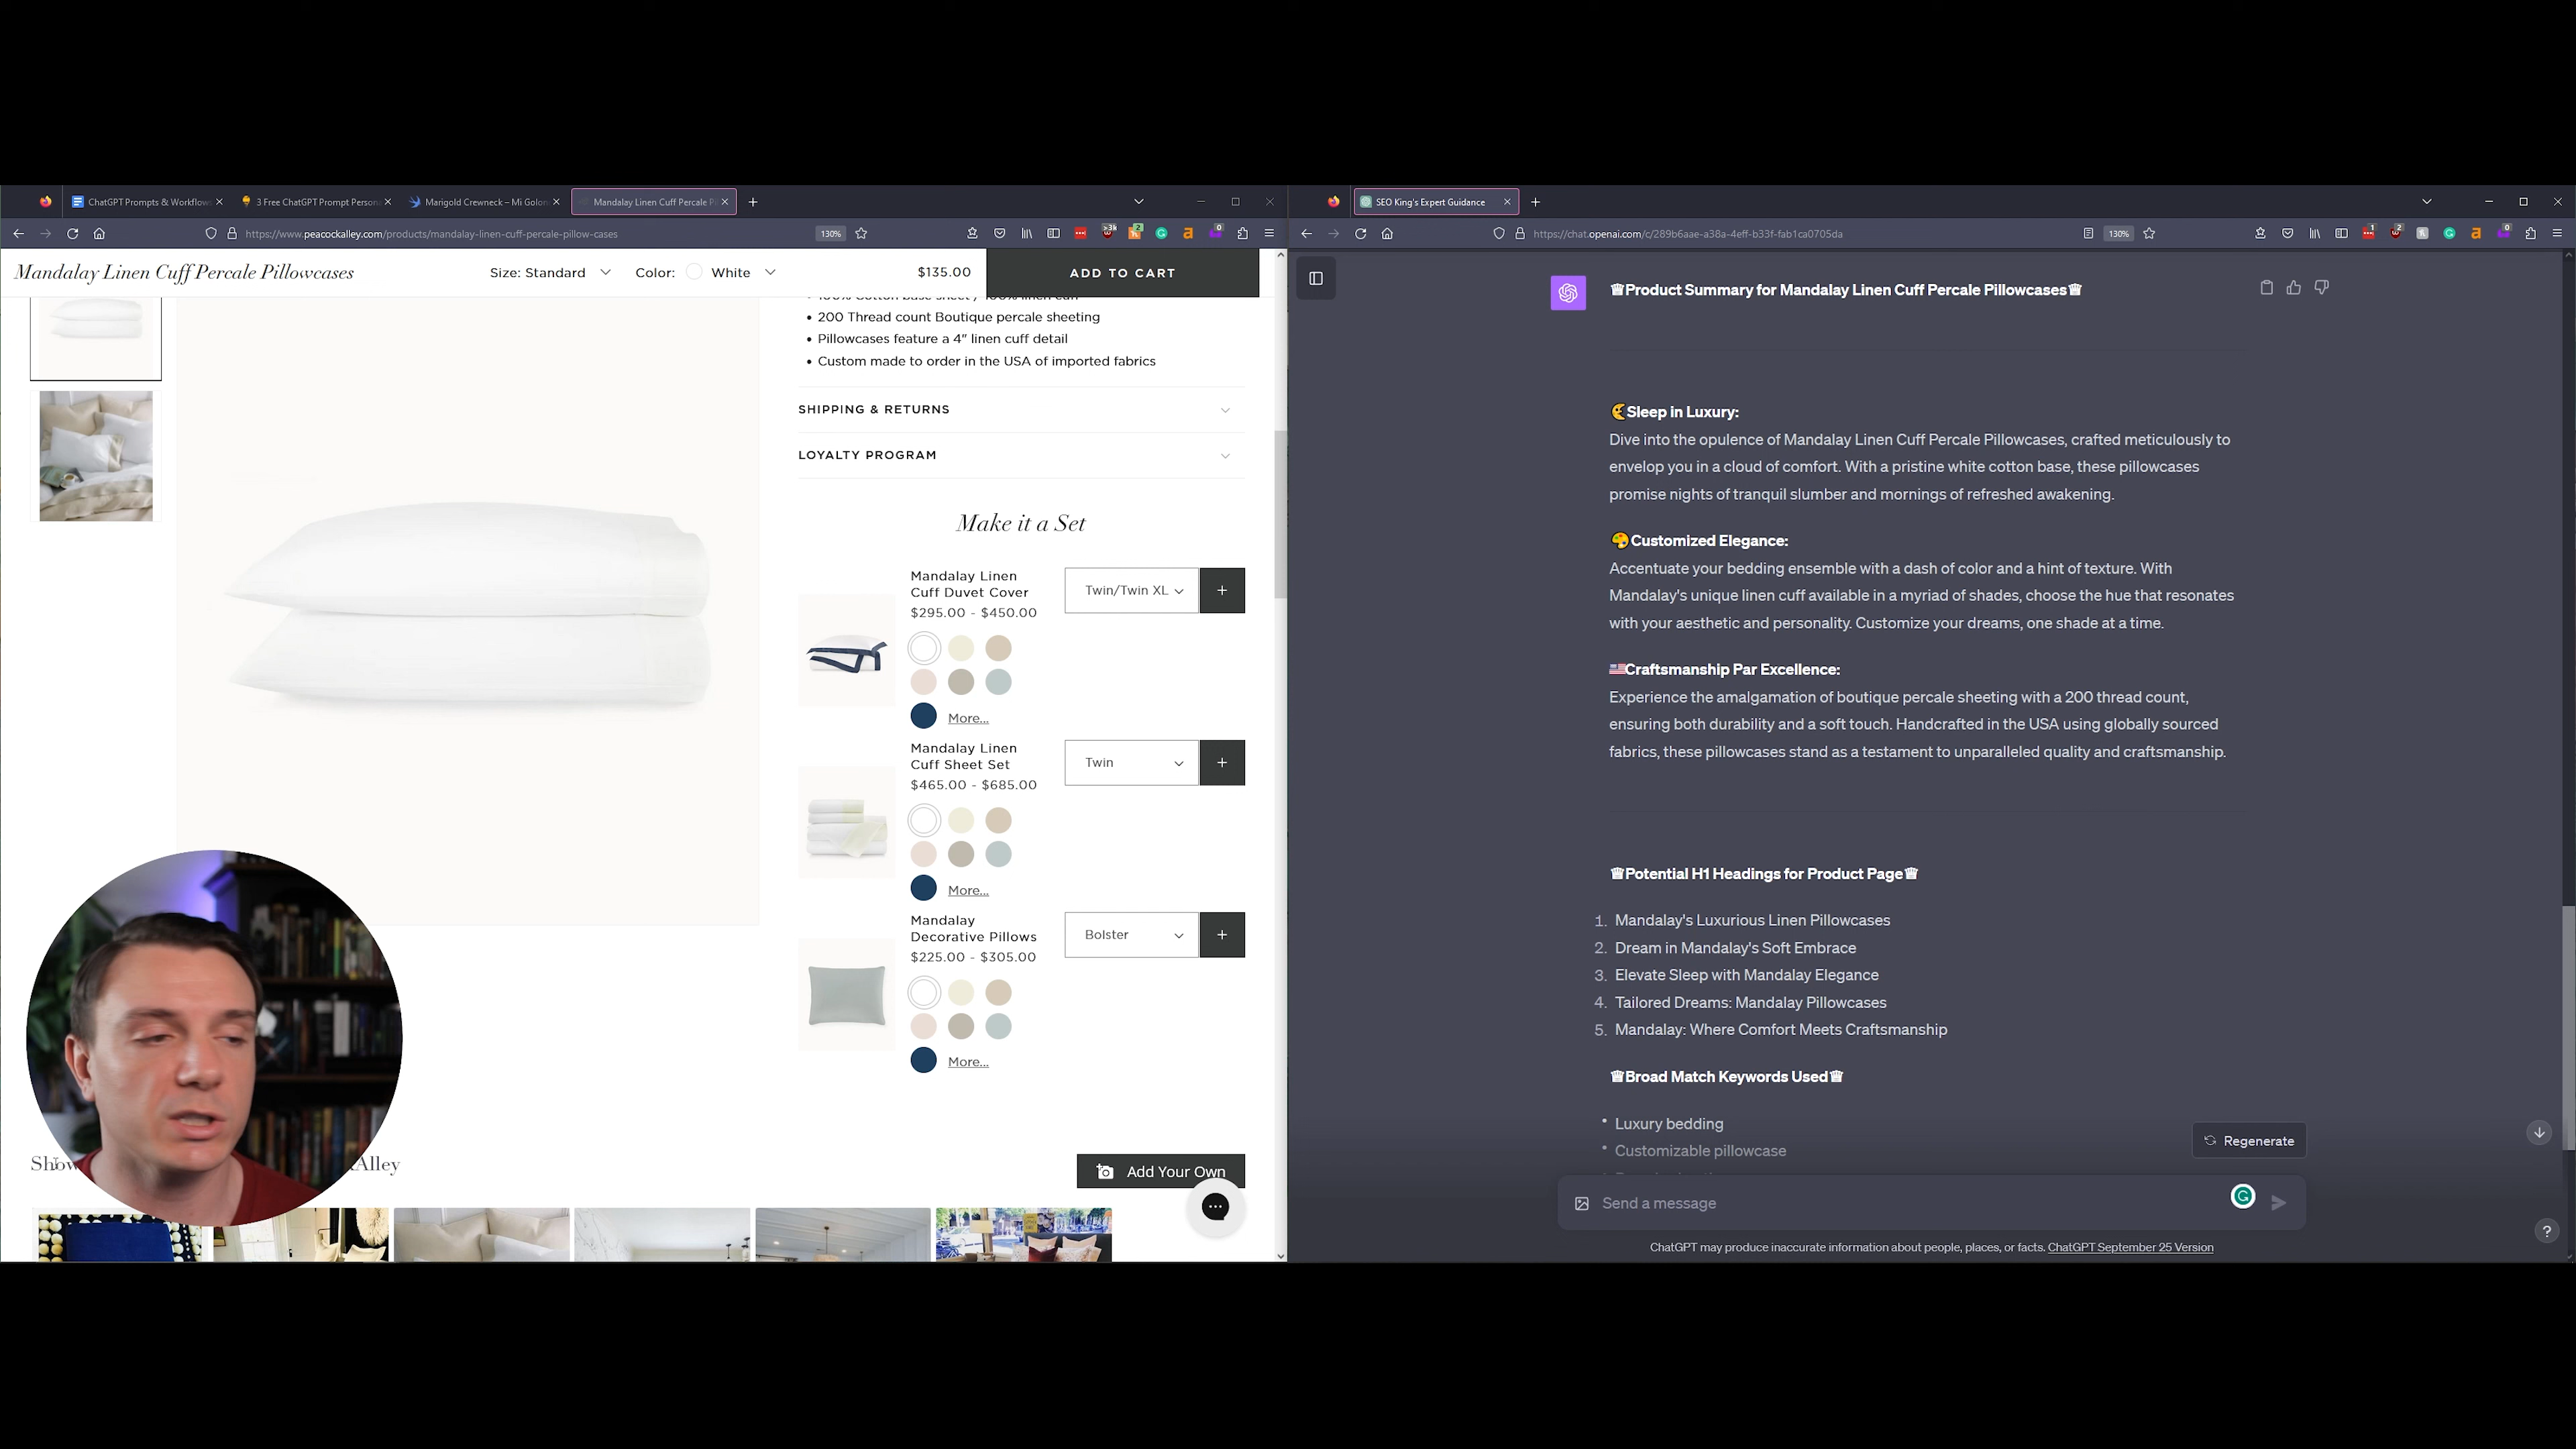 ChatGPT Prompts & Workflows
3 Free ChatGPT Prompt Person
Marigold Crewneck – Mi Golon
Mandalay Linen Cuff Percale P
https://www.peacockalley.com/products/mandalay-linen-cuff-percale-pillow-cases
130%
Mandalay Linen Cuff Percale Pillowcases
Size: Standard
Color: White
$135.00
ADD TO CART
100% Cotton base sheet / 100% linen cuff
• 200 Thread count Boutique percale sheeting
• Pillowcases feature a 4" linen cuff detail
• Custom made to order in the USA of imported fabrics
SHIPPING & RETURNS
LOYALTY PROGRAM
Make it a Set
Mandalay Linen
Cuff Duvet Cover
$295.00 - $450.00
Twin/Twin XL
+
More...
Mandalay Linen
Cuff Sheet Set
$465.00 - $685.00
Twin
+
More...
Mandalay
Decorative Pillows
$225.00 - $305.00
Bolster
+
More...
Show
Alley
Add Your Own
SEO King's Expert Guidance
https://chat.openai.com/c/289b6aae-a38a-4eff-b33f-fab1ca0705da
130%
♕Product Summary for Mandalay Linen Cuff Percale Pillowcases♕
Sleep in Luxury:
Dive into the opulence of Mandalay Linen Cuff Percale Pillowcases, crafted meticulously to
envelop you in a cloud of comfort. With a pristine white cotton base, these pillowcases
promise nights of tranquil slumber and mornings of refreshed awakening.
🎨Customized Elegance:
Accentuate your bedding ensemble with a dash of color and a hint of texture. With
Mandalay's unique linen cuff available in a myriad of shades, choose the hue that resonates
with your aesthetic and personality. Customize your dreams, one shade at a time.
🇺🇸Craftsmanship Par Excellence:
Experience the amalgamation of boutique percale sheeting with a 200 thread count,
ensuring both durability and a soft touch. Handcrafted in the USA using globally sourced
fabrics, these pillowcases stand as a testament to unparalleled quality and craftsmanship.
♕Potential H1 Headings for Product Page♕
1. Mandalay's Luxurious Linen Pillowcases
2. Dream in Mandalay's Soft Embrace
3. Elevate Sleep with Mandalay Elegance
4. Tailored Dreams: Mandalay Pillowcases
5. Mandalay: Where Comfort Meets Craftsmanship
♕Broad Match Keywords Used♕
• Luxury bedding
• Customizable pillowcase
Regenerate
Send a message
ChatGPT may produce inaccurate information about people, places, or facts. ChatGPT September 25 Version
?